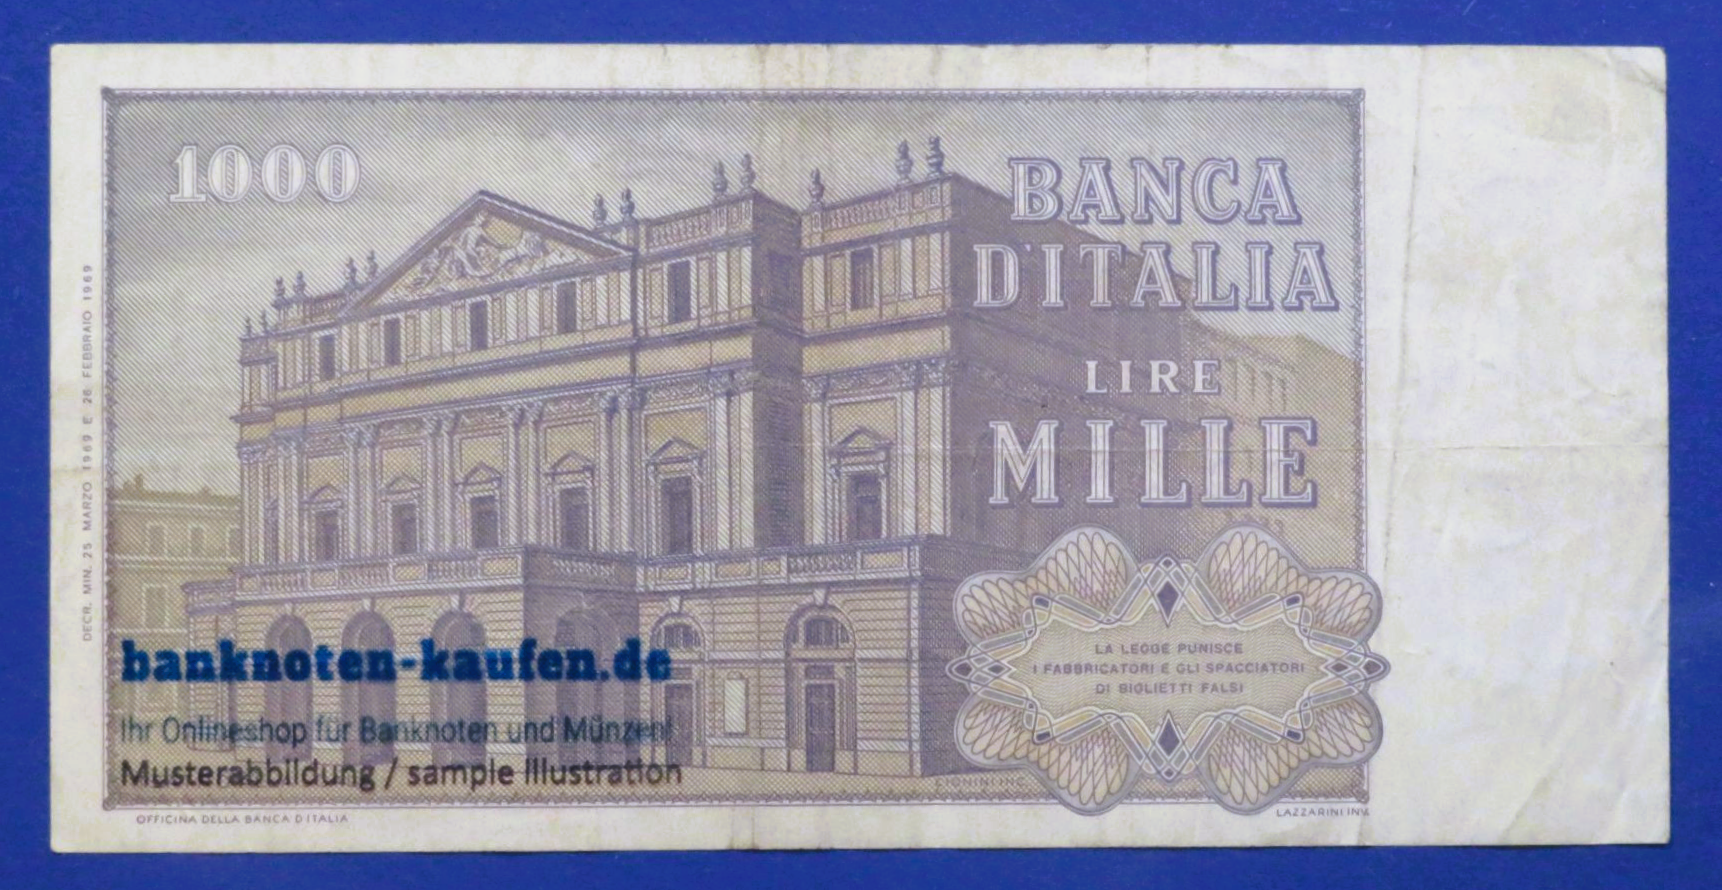 1000
BANCA
D'ITALIA
LIRE
MILLE
DECR. MIN. 25 MARZO 1969 E 26 FEBBRAIO 1969
LA LEGGE PUNISCE
I FABBRICATORI E GLI SPACCIATORI
DI BIGLIETTI FALSI
banknoten-kaufen.de
Ihr Onlineshop für Banknoten und Münzen!
Musterabbildung / sample illustration
OFFICINA DELLA BANCA D'ITALIA
LAZZARINI INV.